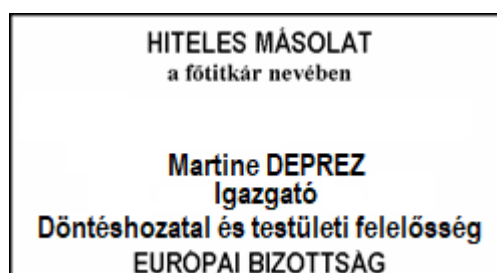 HITELES MÁSOLAT
a főtitkár nevében
Martine DEPREZ
Igazgató
Döntéshozatal és testületi felelősség
EURÓPAI BIZOTTSÁG